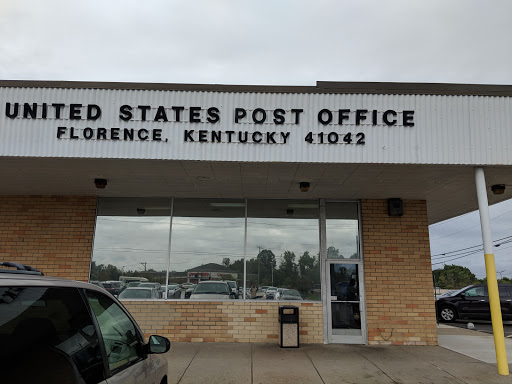 UNITED STATES POST OFFICE
FLORENCE, KENTUCKY 41042